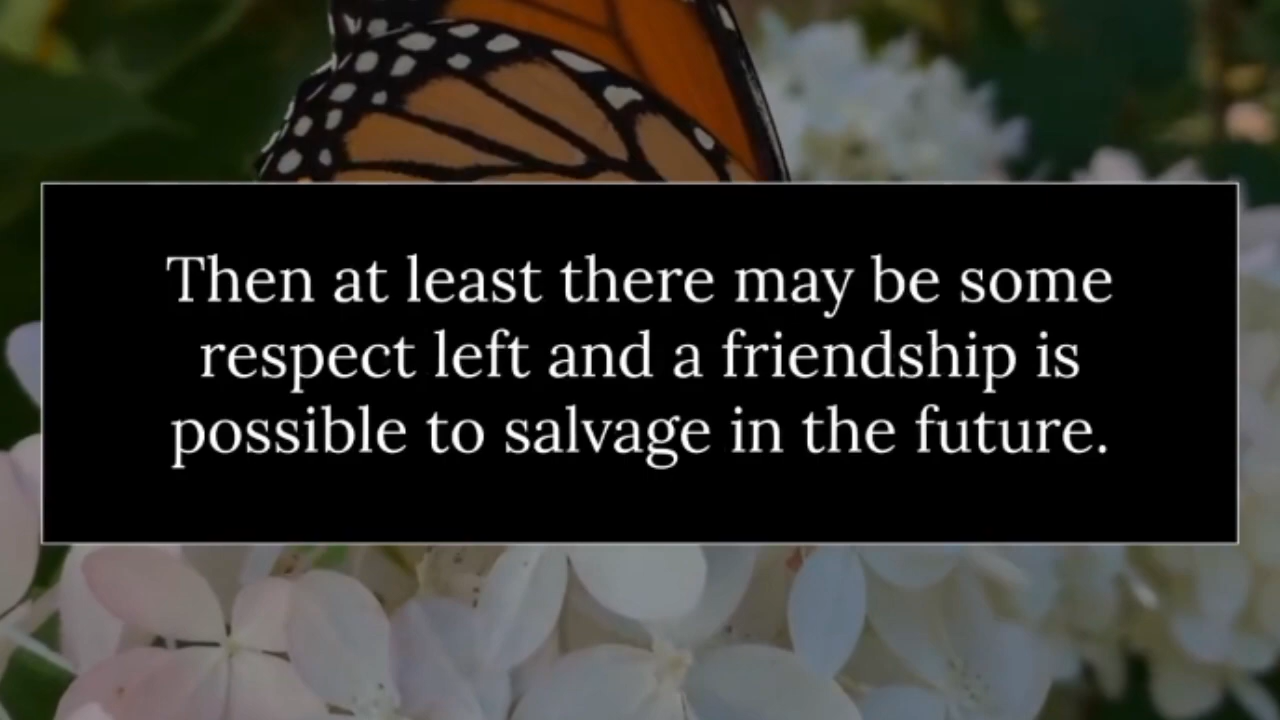 Then at least there may be some
respect left and a friendship is
possible to salvage in the future.